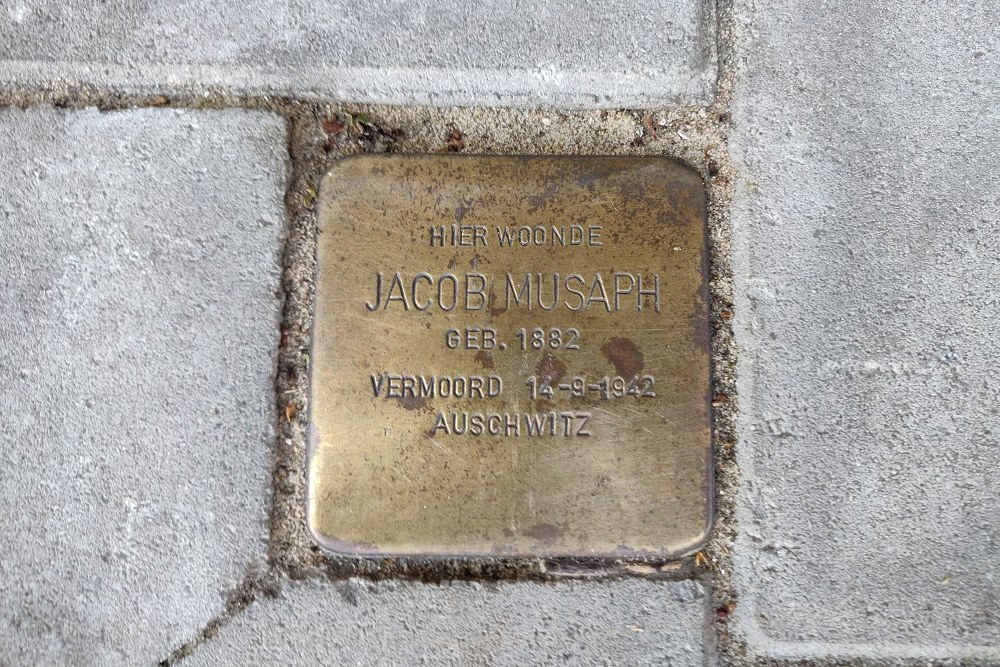 HIER WOONDE
JACOB MUSAPH
GEB. 1882
VERMOORD 14-9-1942
AUSCHWITZ